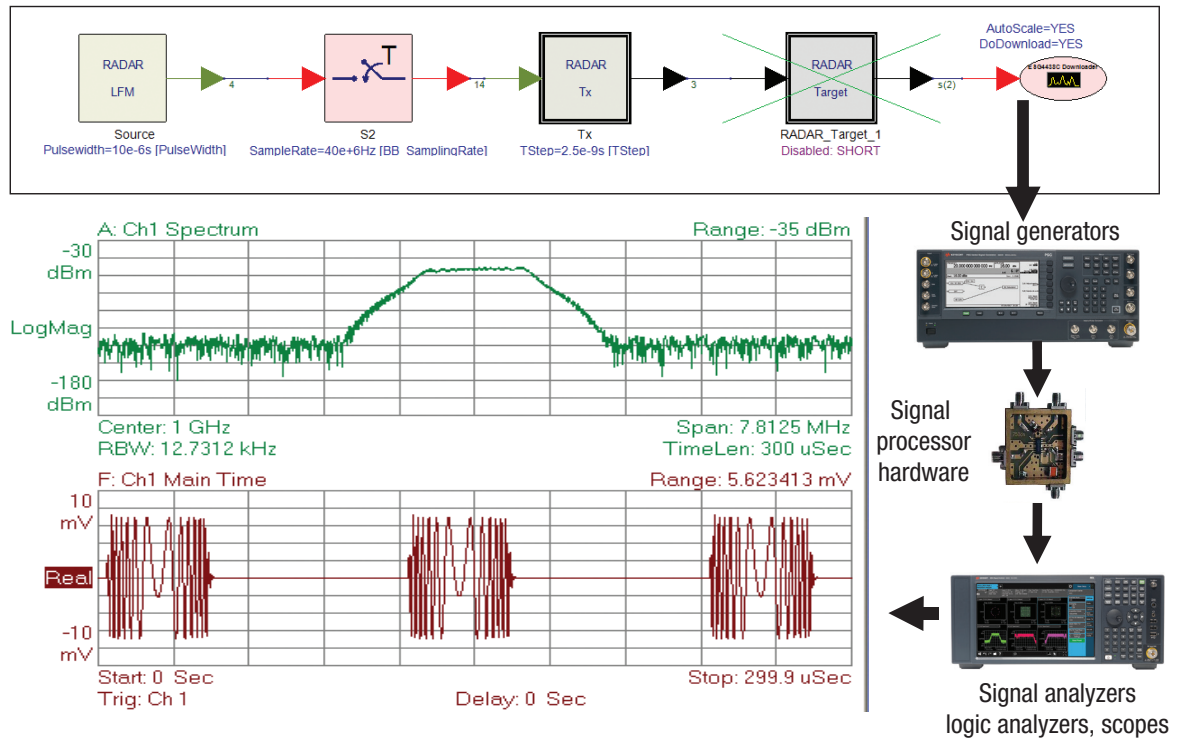 AutoScale=YES
DoDownload=YES
RADAR
LFM
T
RADAR
Tx
RADAR
Target
ESG4438C Downloader
4
14
3
s(2)
Source
Pulsewidth=10e-6s [PulseWidth]
S2
SampleRate=40e+6Hz [BB_SamplingRate]
Tx
TStep=2.5e-9s [TStep]
RADAR_Target_1
Disabled: SHORT
A: Ch1 Spectrum
Range: -35 dBm
-30
dBm
LogMag
-180
dBm
Center: 1 GHz
Span: 7.8125 MHz
RBW: 12.7312 kHz
TimeLen: 300 uSec
F: Ch1 Main Time
Range: 5.623413 mV
10
mV
Real
-10
mV
Start: 0 Sec
Stop: 299.9 uSec
Trig: Ch 1
Delay: 0 Sec
Signal generators
Signal
processor
hardware
Signal analyzers
logic analyzers, scopes